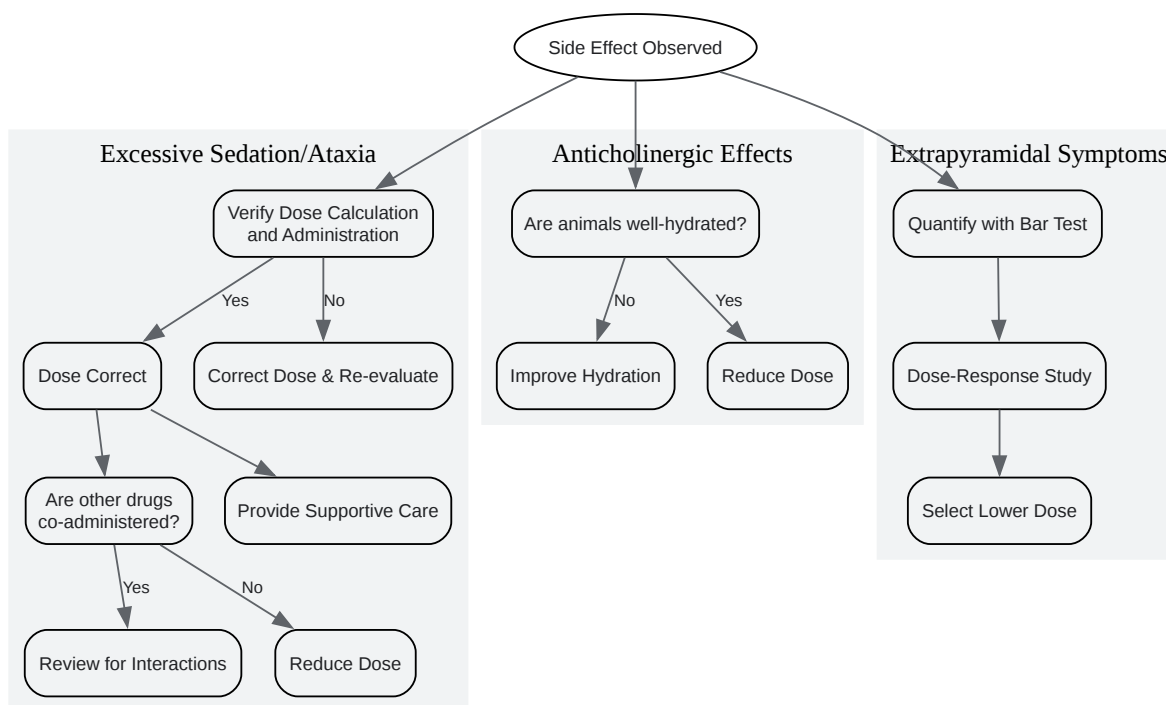 Side Effect Observed
Excessive Sedation/Ataxia
Verify Dose Calculation
and Administration
Yes
No
Dose Correct
Correct Dose & Re-evaluate
Are other drugs
co-administered?
Provide Supportive Care
Yes
No
Review for Interactions
Reduce Dose
Anticholinergic Effects
Are animals well-hydrated?
No
Yes
Improve Hydration
Reduce Dose
Extrapyramidal Symptoms
Quantify with Bar Test
Dose-Response Study
Select Lower Dose